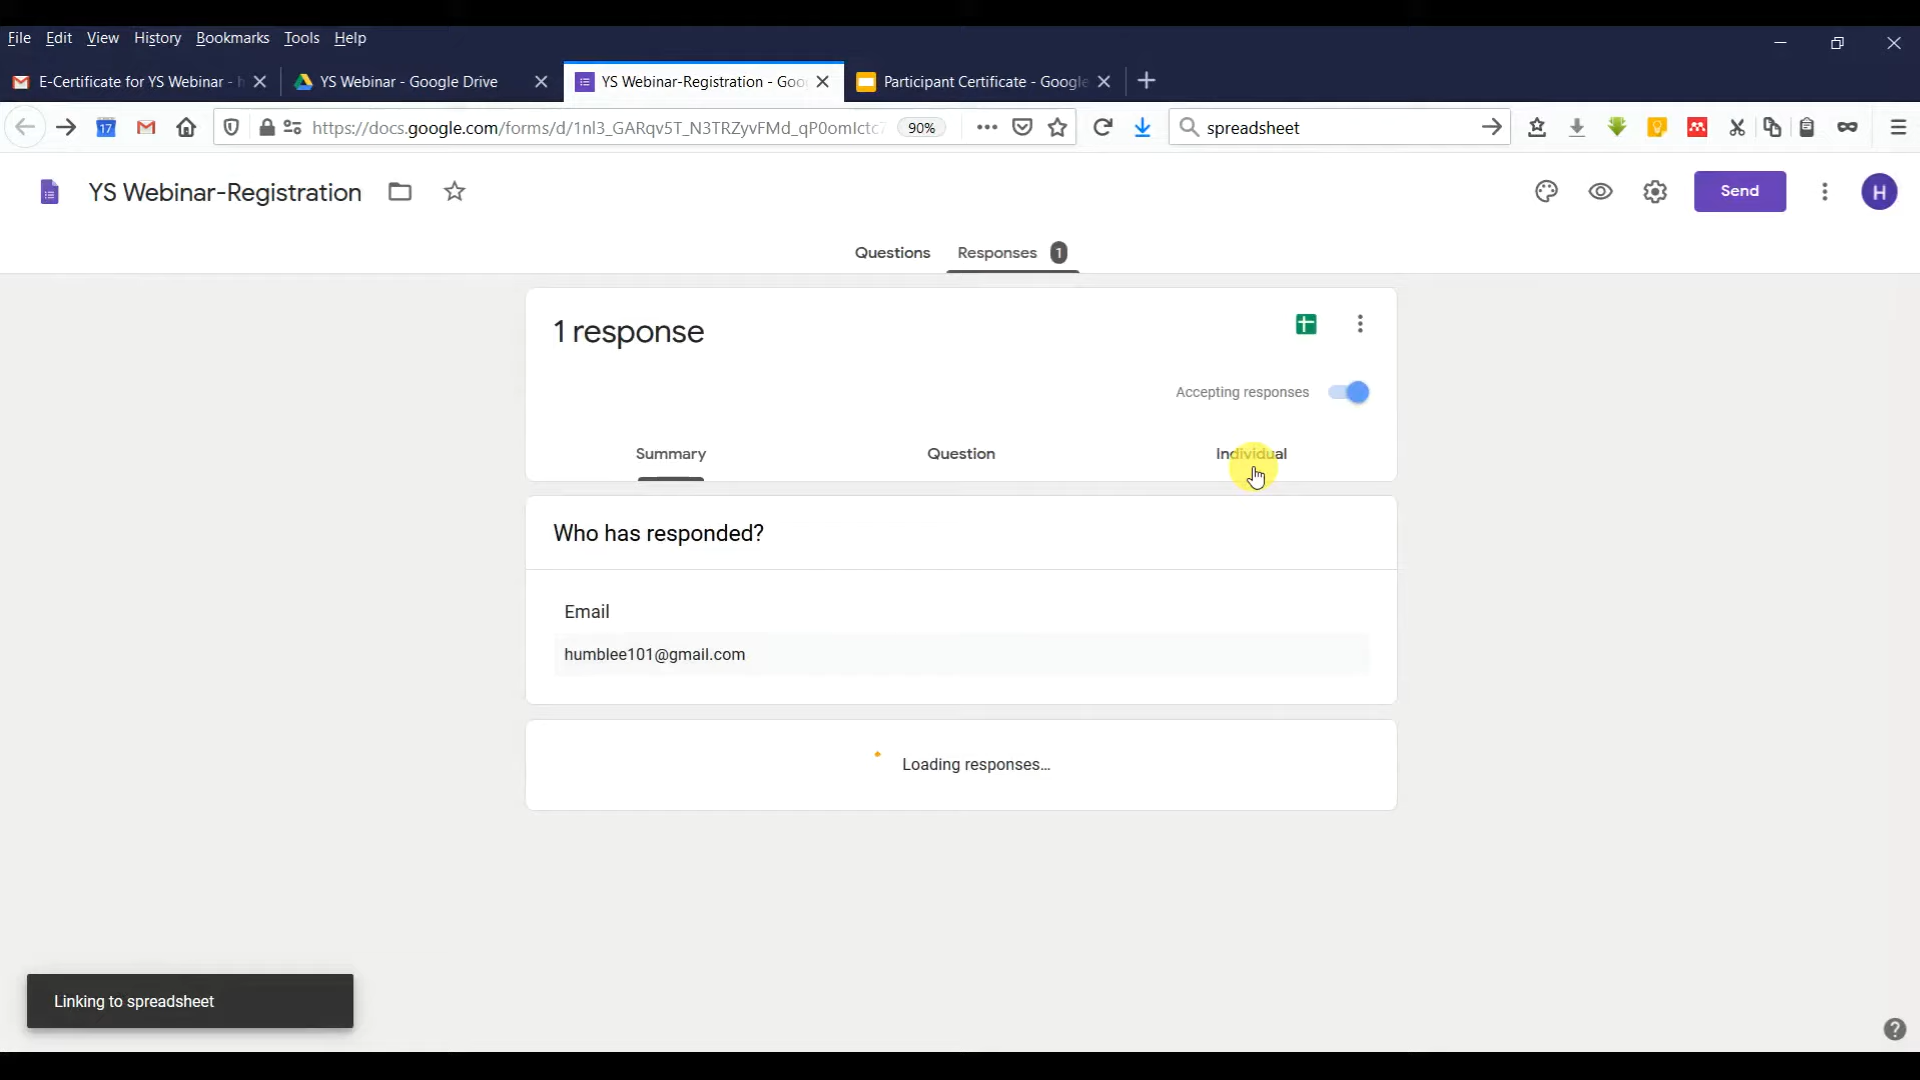 File Edit View History Bookmarks Tools Help
E-Certificate for YS Webinar - h
YS Webinar - Google Drive
YS Webinar-Registration - Goo
Participant Certificate - Google
17
https://docs.google.com/forms/d/1nl3_GARqv5T_N3TRZyvFMd_qP0omIctc7
90%
spreadsheet
YS Webinar-Registration
Send
H
Questions
Responses 1
1 response
Accepting responses
Summary
Question
Individual
Who has responded?
Email
humblee101@gmail.com
Loading responses...
Linking to spreadsheet